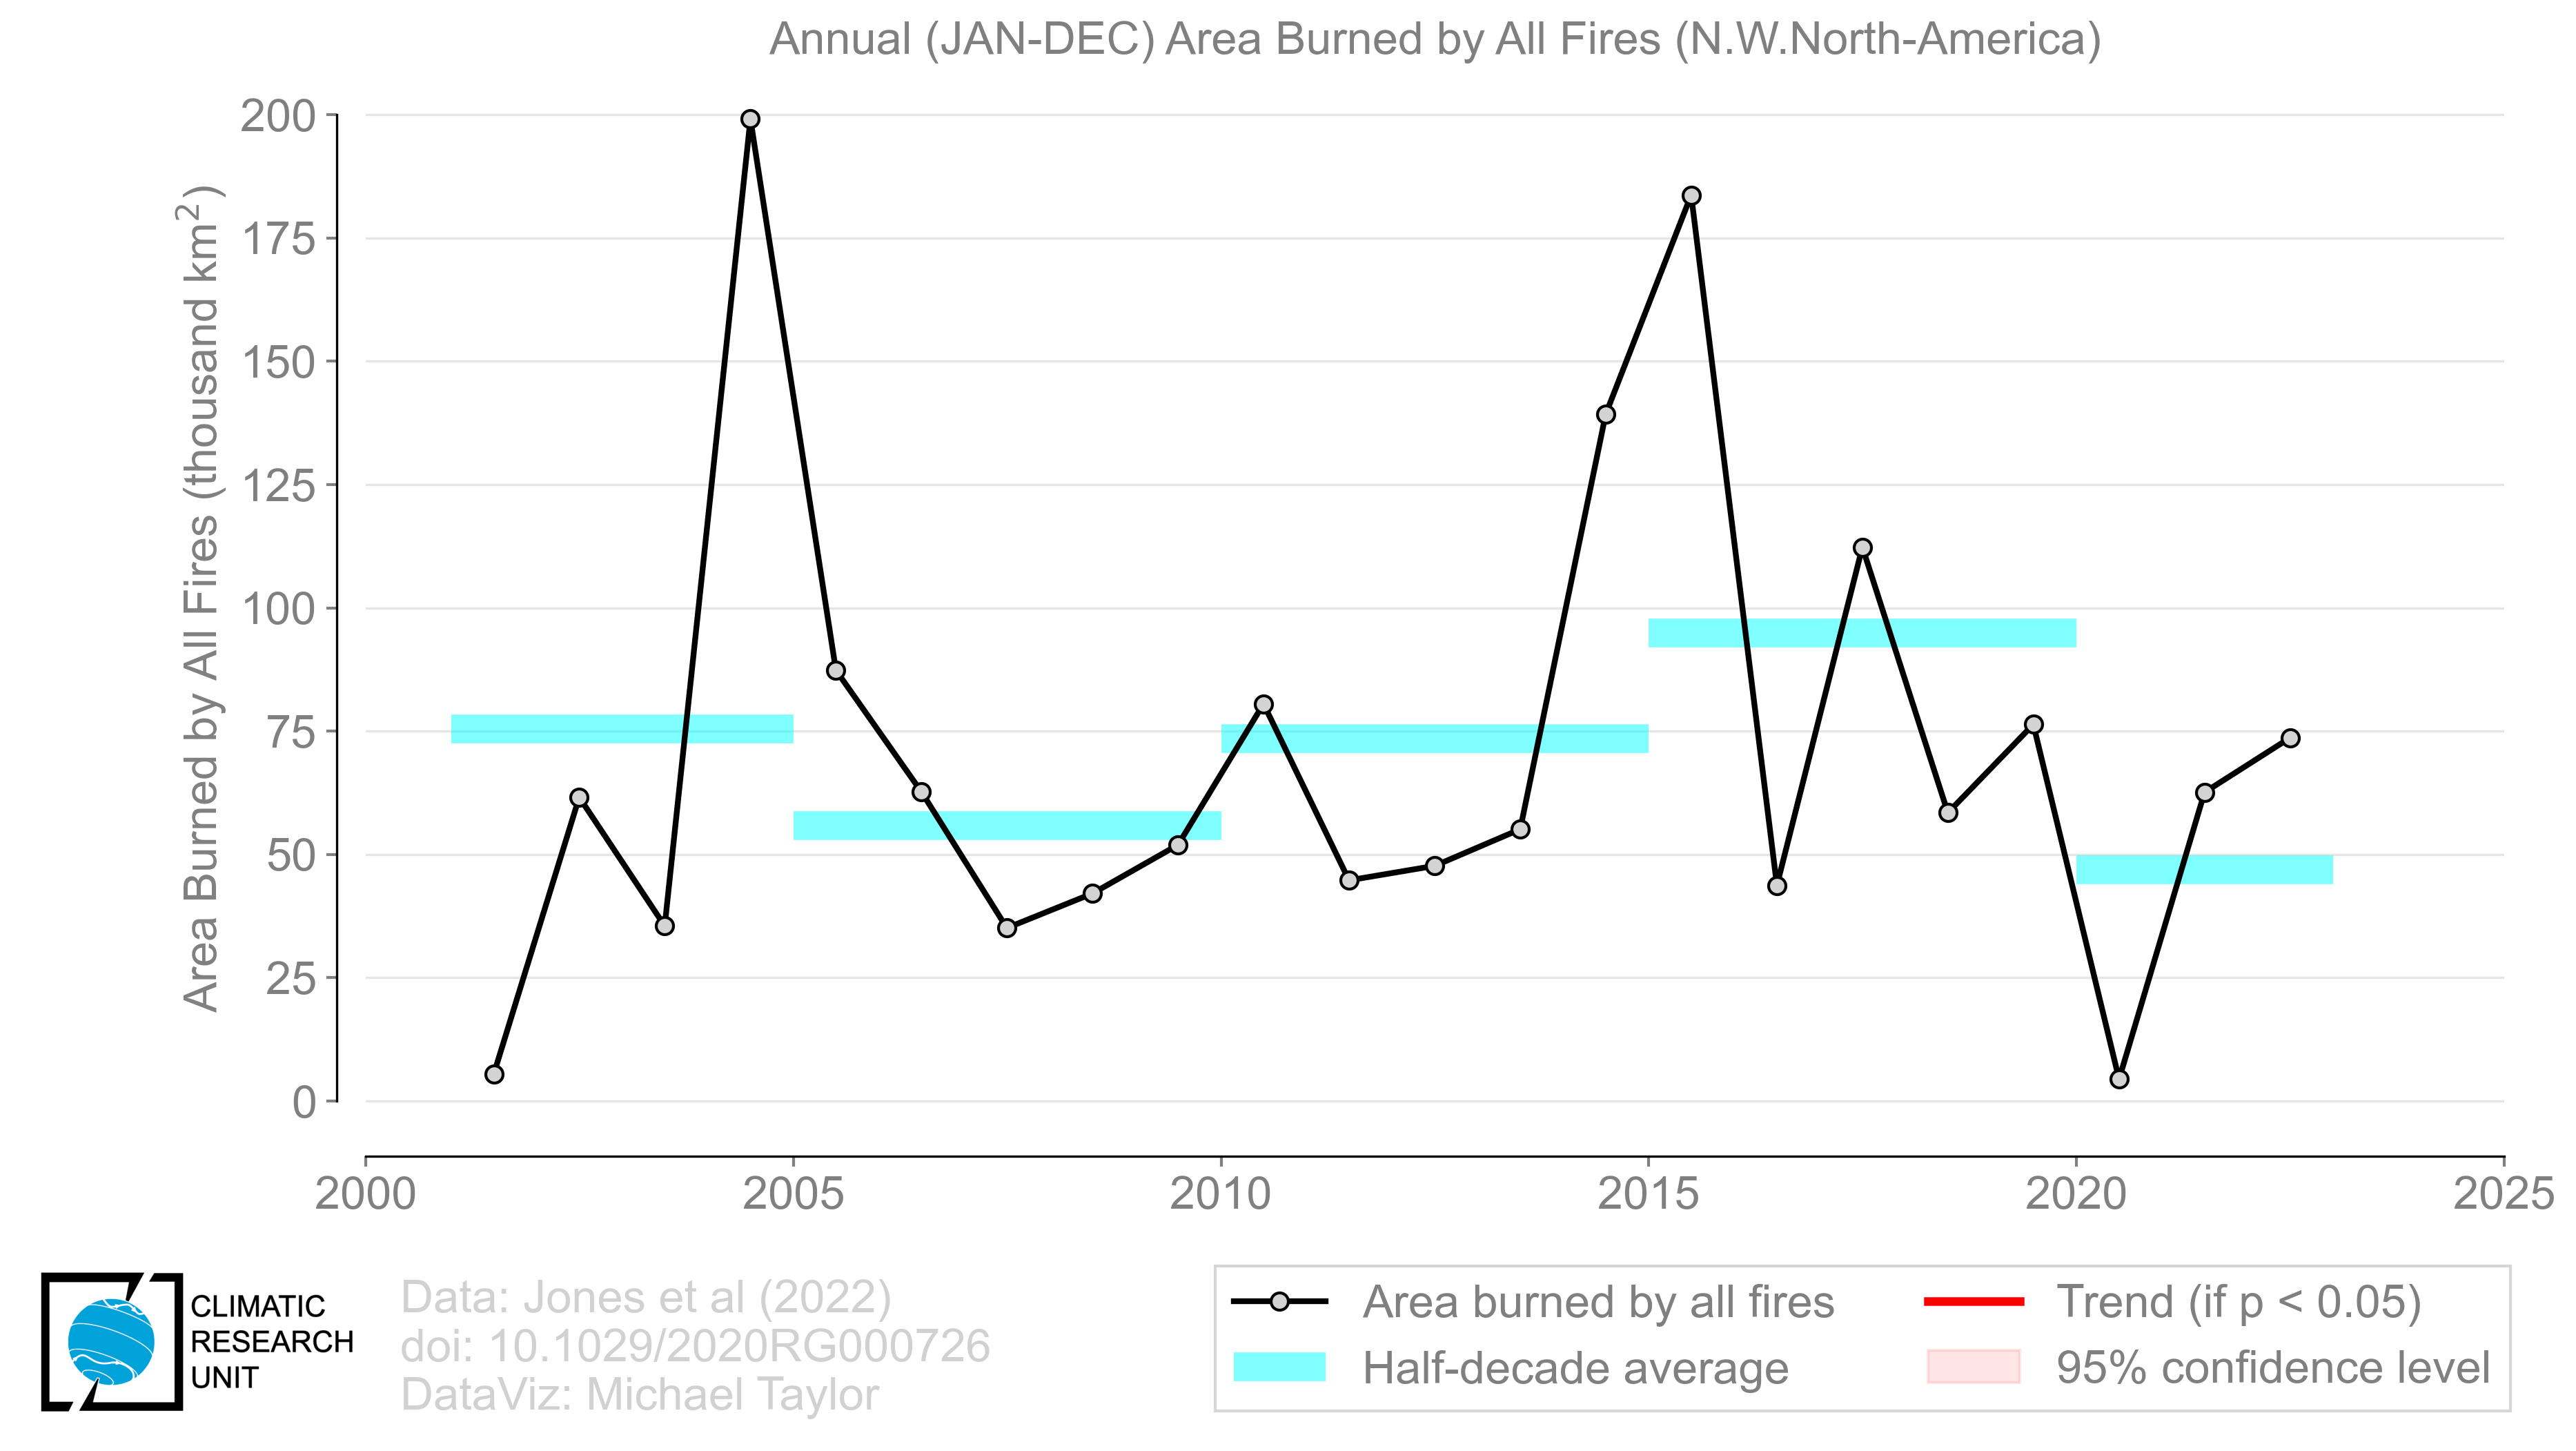 Annual (JAN-DEC) Area Burned by All Fires (N.W.North-America)
Area Burned by All Fires (thousand km²)
200
175
150
125
100
75
50
25
0
2000 2005 2010 2015 2020 2025
CLIMATIC
RESEARCH
UNIT
Data: Jones et al (2022)
doi: 10.1029/2020RG000726
DataViz: Michael Taylor
Area burned by all fires
Half-decade average
Trend (if p < 0.05)
95% confidence level